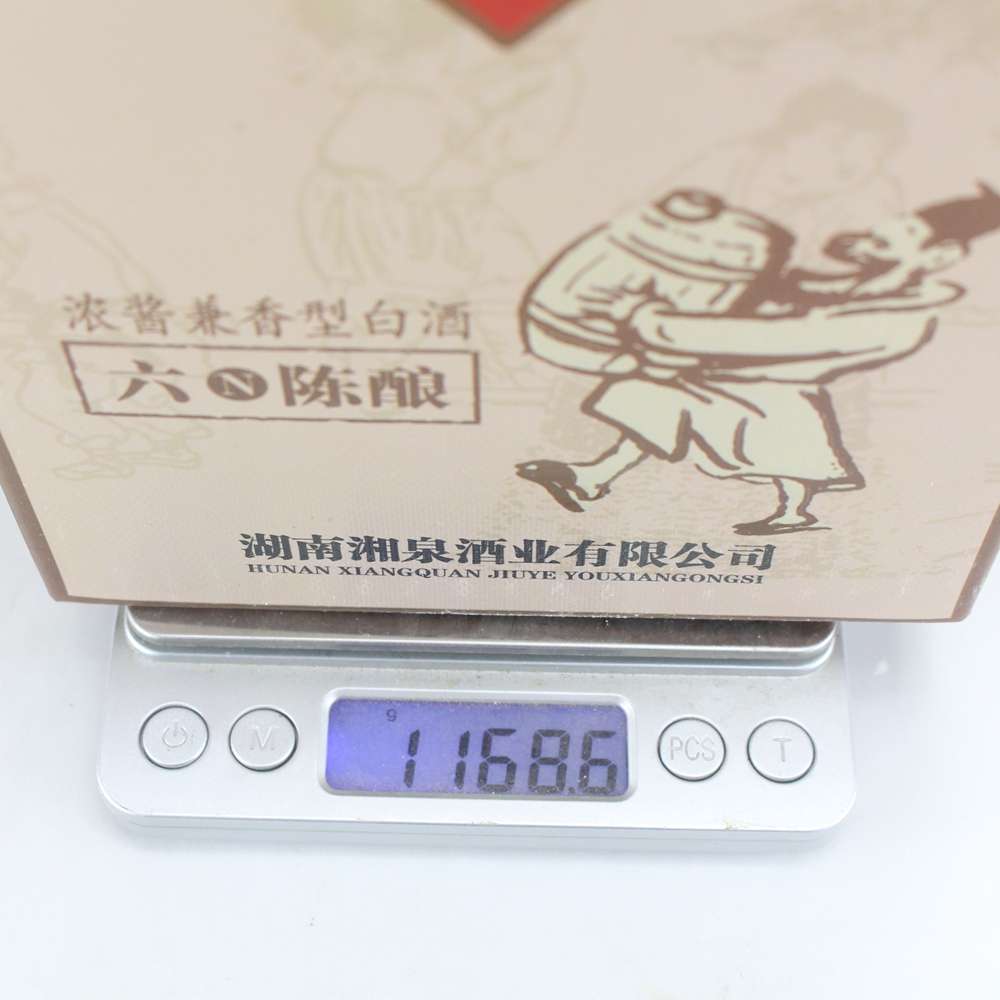 浓酱兼香型白酒
六N陈酿
湖南湘泉酒业有限公司
HUNAN XIANGQUAN JIUYE YOUXIANGONGSI
g
1168.6
M PCS T